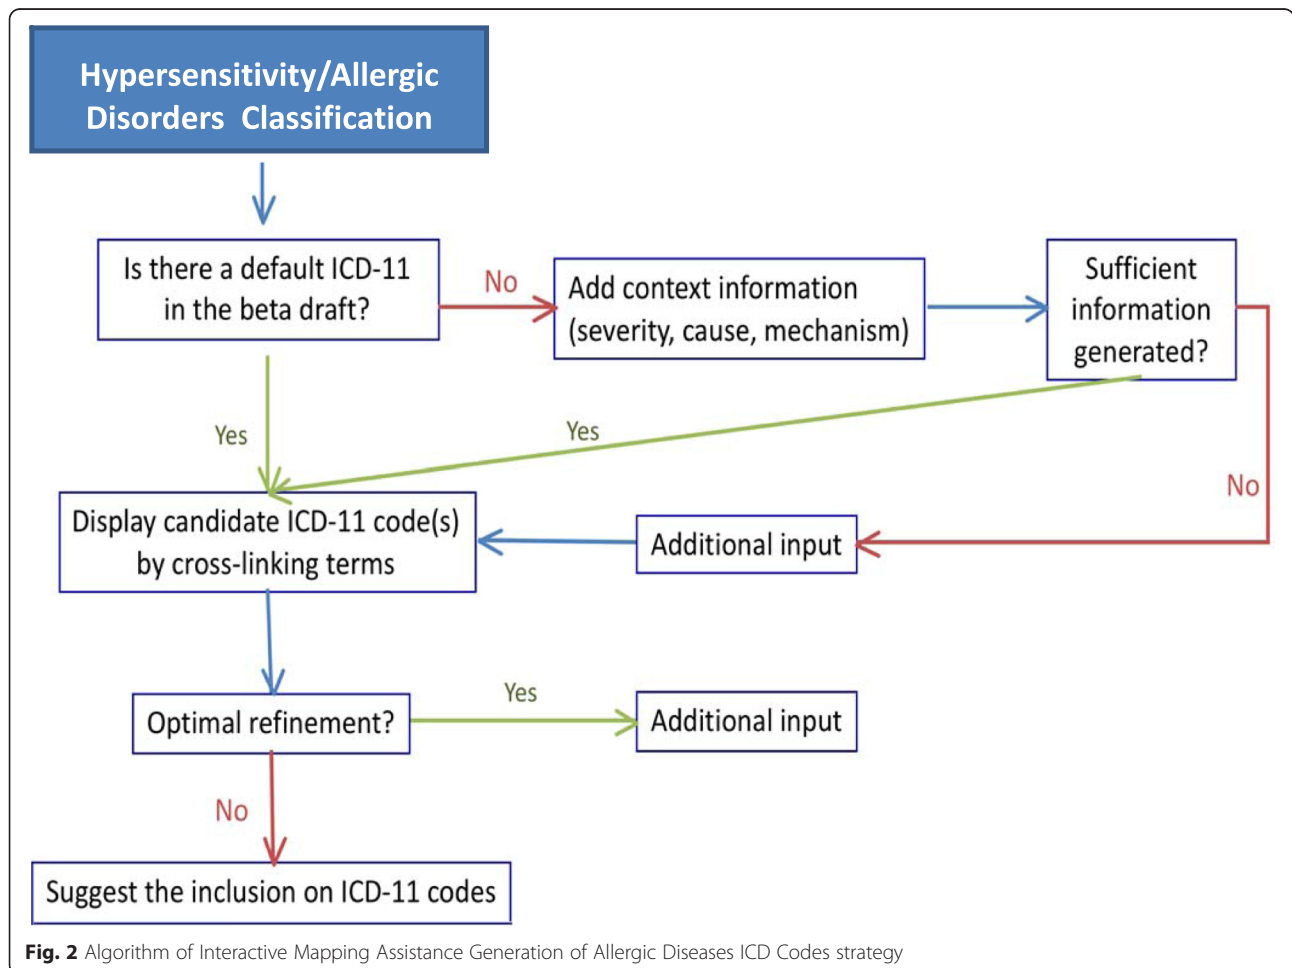 Hypersensitivity/Allergic
Disorders Classification
Is there a default ICD-11
in the beta draft?
No
Add context information
(severity, cause, mechanism)
Sufficient
information
generated?
Yes
Yes
No
Display candidate ICD-11 code(s)
by cross-linking terms
Additional input
Optimal refinement?
Yes
Additional input
No
Suggest the inclusion on ICD-11 codes
Fig. 2 Algorithm of Interactive Mapping Assistance Generation of Allergic Diseases ICD Codes strategy